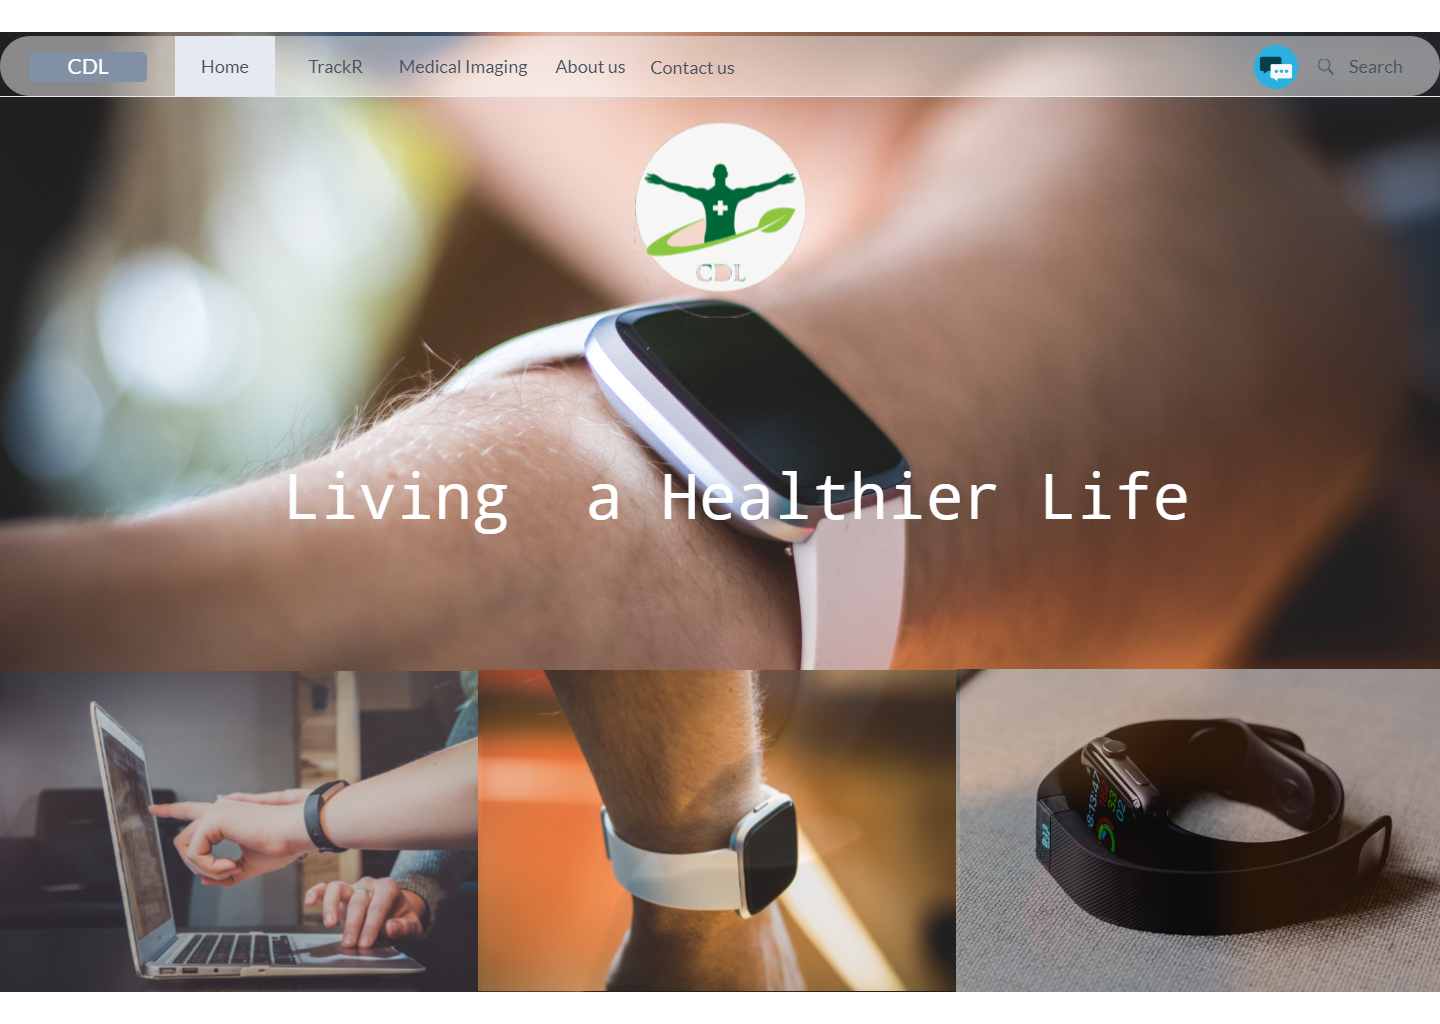 CDL
Home
TrackR
Medical Imaging
About us
Contact us
Search
CDL
Living a Healthier Life